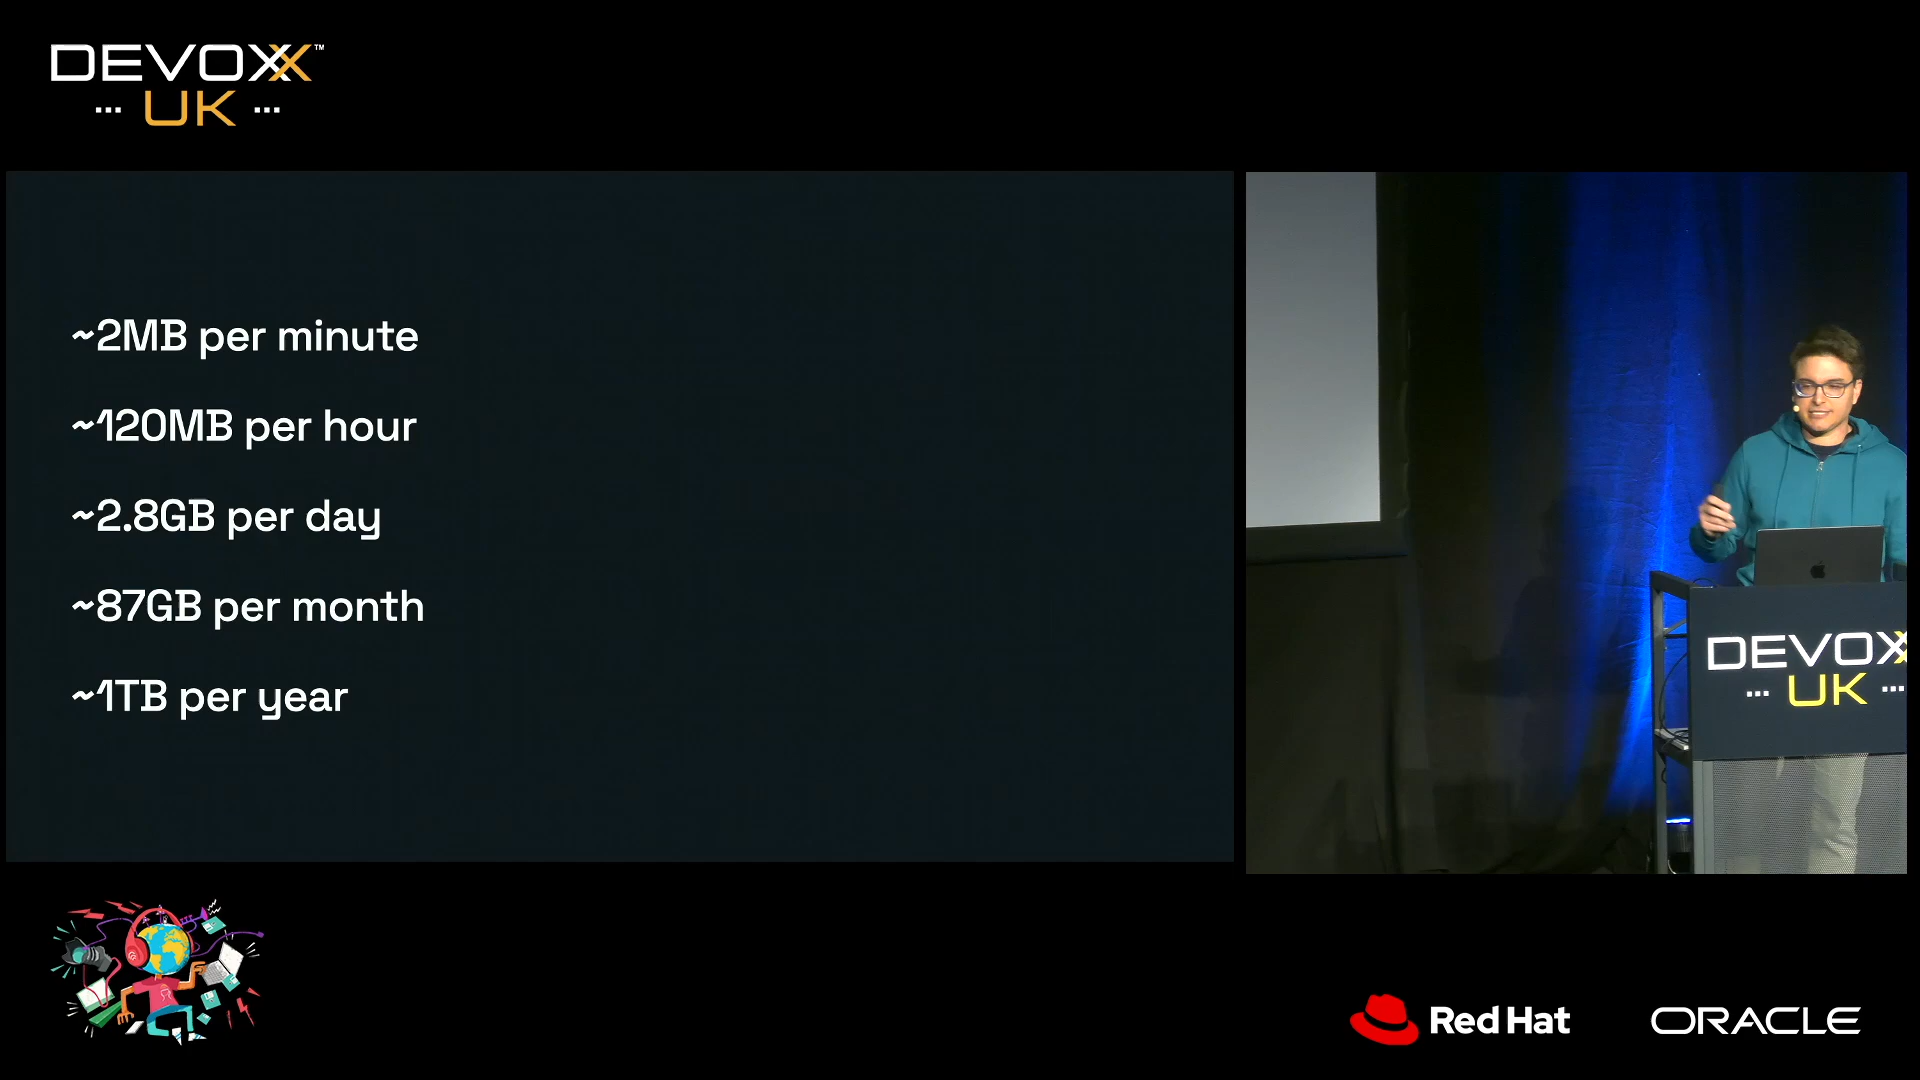 DEVOXX™
UK
~2MB per minute
~120MB per hour
~2.8GB per day
~87GB per month
~1TB per year
DEVOXX
UK
Red Hat
ORACLE